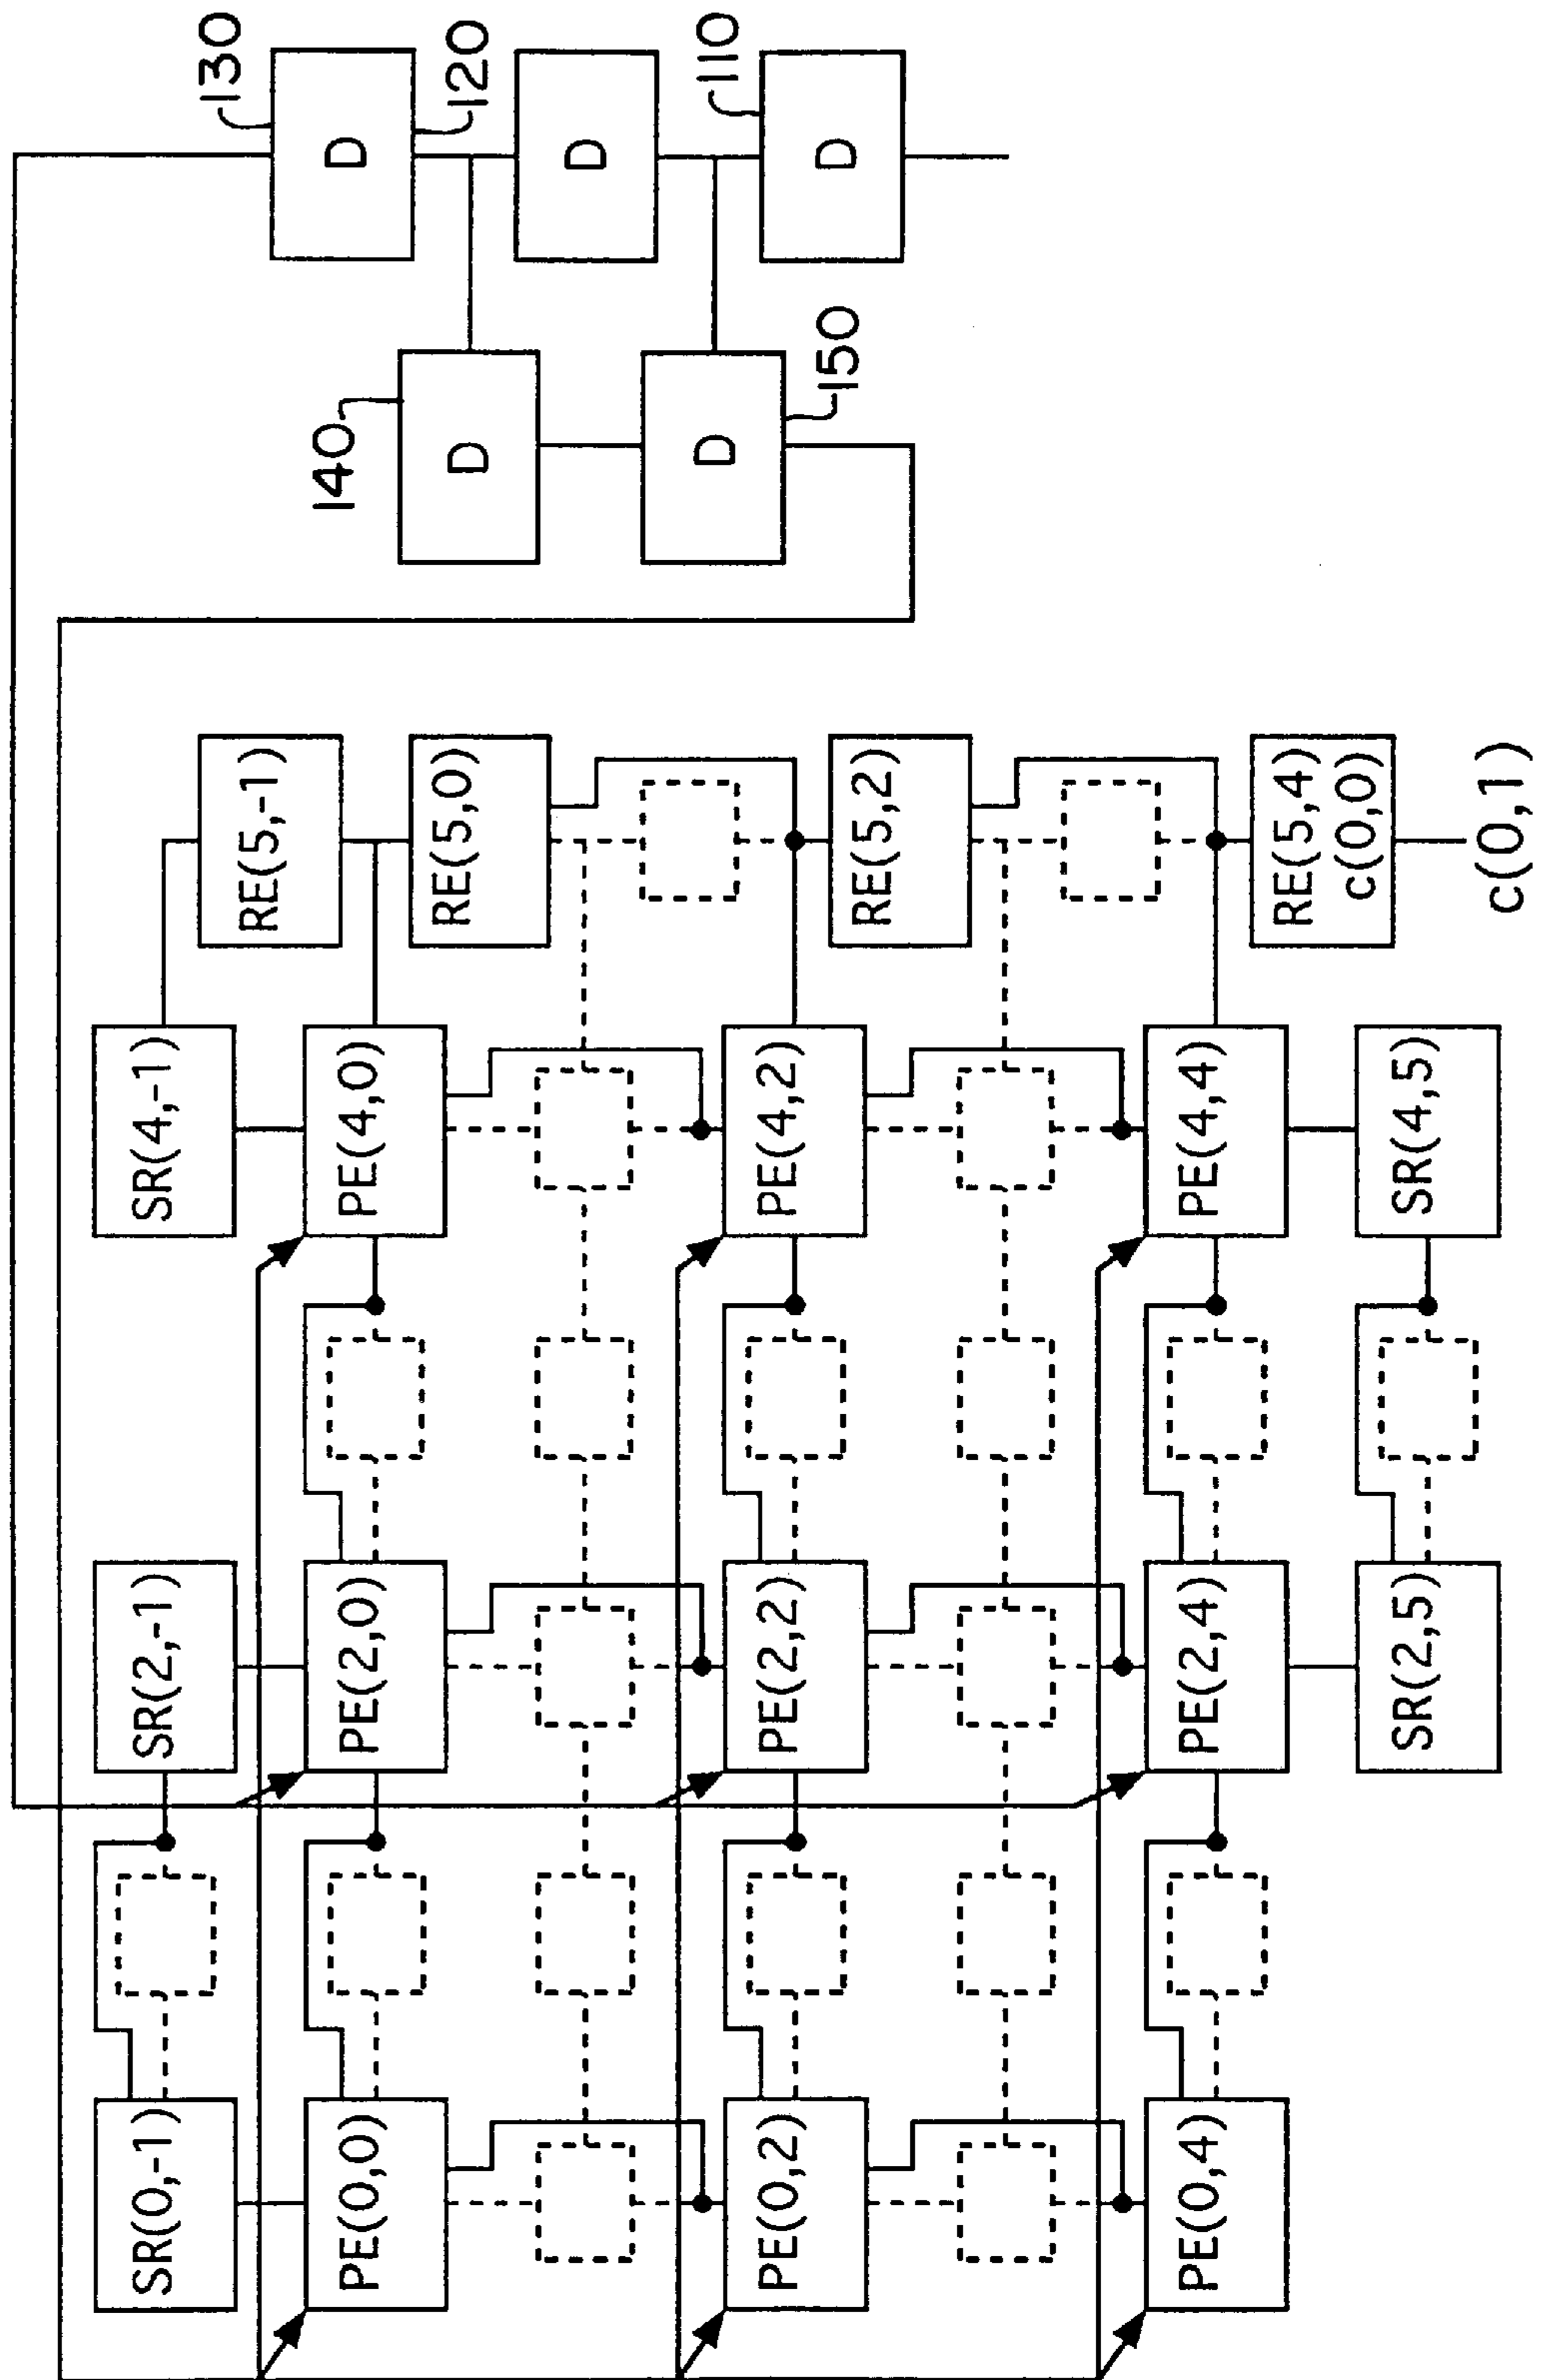 SR(0,-1)
SR(2,-1)
SR(4,-1)
130
RE(5,-1)
PE(0,0)
PE(2,0)
PE(4,0)
140
D
RE(5,0)
D
120
D
D
110
PE(0,2)
PE(2,2)
PE(4,2)
150
D
RE(5,2)
PE(0,4)
PE(2,4)
PE(4,4)
RE(5,4)
c(0,0)
SR(2,5)
SR(4,5)
c(0,1)